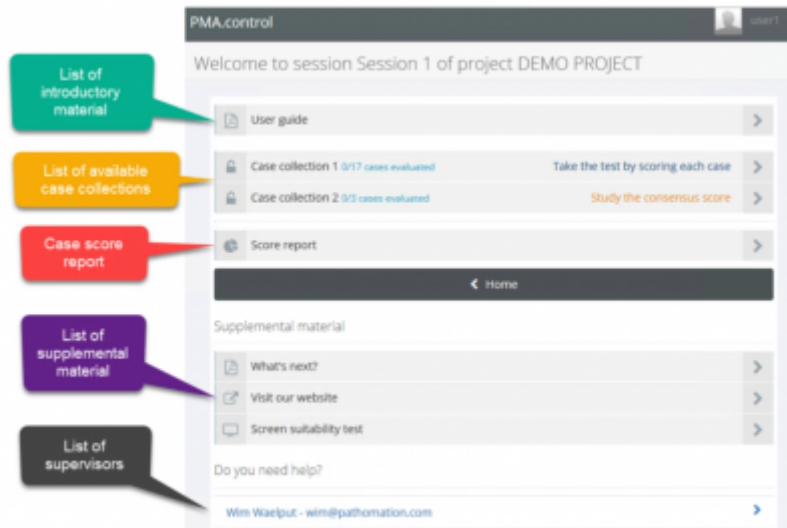 PMA.control
user1
Welcome to session Session 1 of project DEMO PROJECT
List of
introductory
material
User guide
List of available
case collections
Case collection 1 0/17 cases evaluated Take the test by scoring each case
Case collection 2 0/3 cases evaluated Study the consensus score
Case score
report
Score report
Home
Supplemental material
List of
supplemental
material
What's next?
Visit our website
Screen suitability test
List of
supervisors
Do you need help?
Wim Waelput - wim@pathomation.com